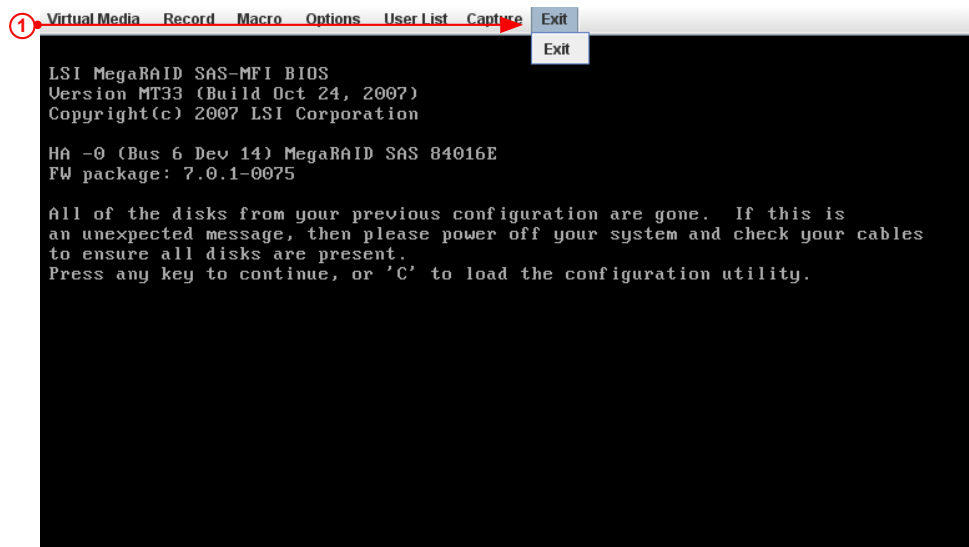 1
Virtual Media Record Macro Options User List Capture Exit
Exit
LSI MegaRAID SAS-MFI BIOS
Version MT33 (Build Oct 24, 2007)
Copyright(c) 2007 LSI Corporation
HA -0 (Bus 6 Dev 14) MegaRAID SAS 84016E
FW package: 7.0.1-0075
All of the disks from your previous configuration are gone.  If this is
an unexpected message, then please power off your system and check your cables
to ensure all disks are present.
Press any key to continue, or 'C' to load the configuration utility.